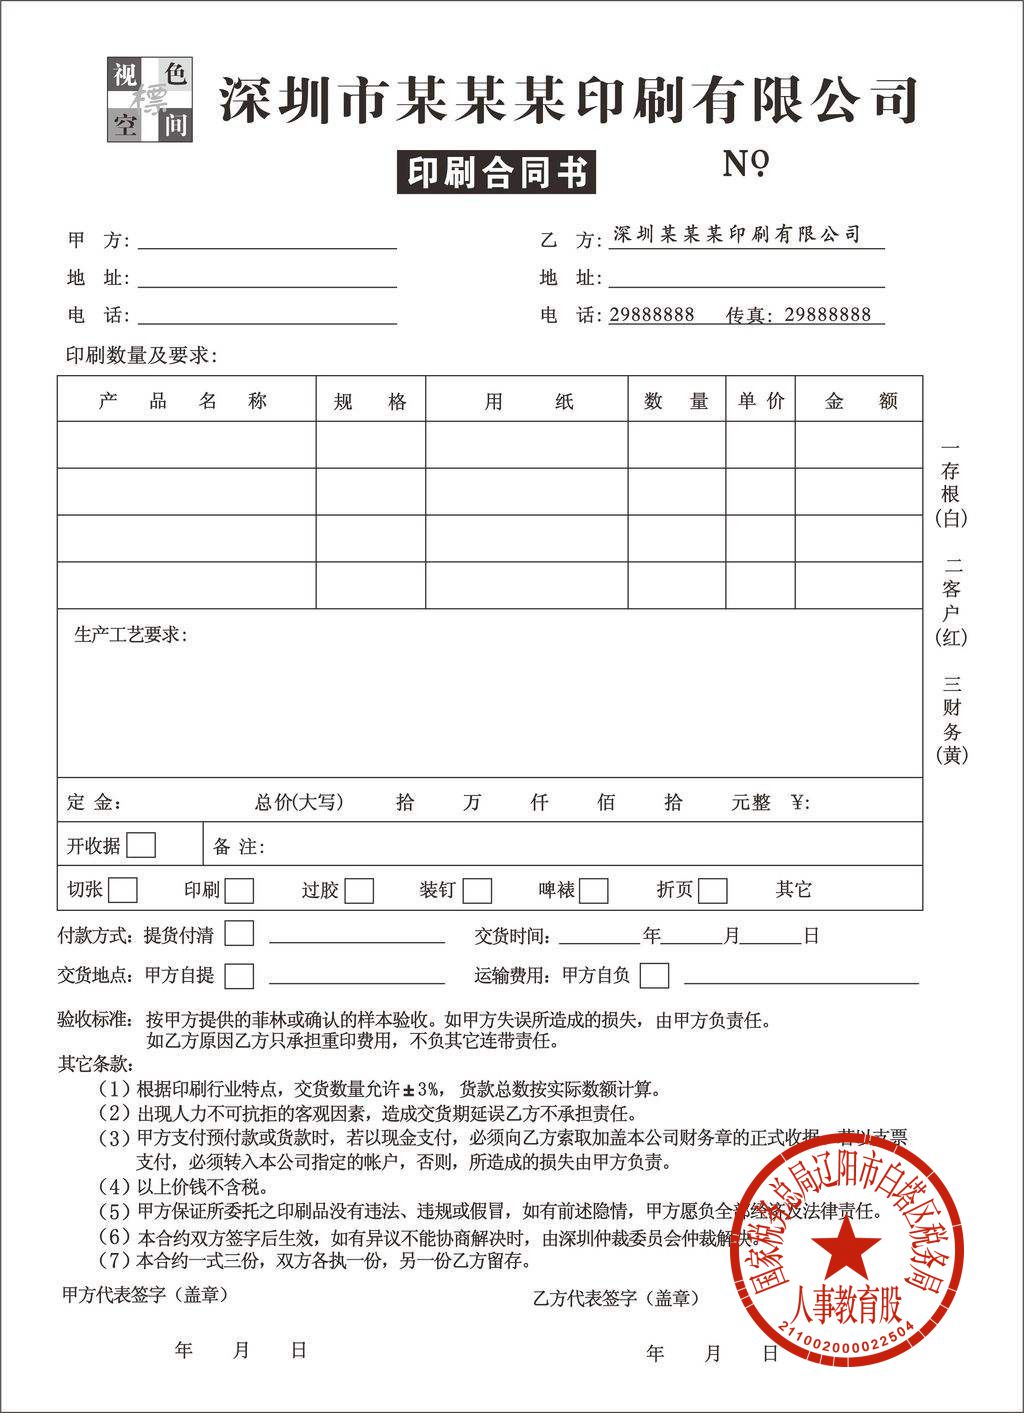 视色空间
標
深圳市某某某印刷有限公司
印刷合同书
Nº
甲 方: 乙 方: 深圳某某某印刷有限公司
地 址: 地 址:
电 话: 电 话: 29888888 传真: 29888888
印刷数量及要求:
产 品 名 称 规 格 用 纸 数 量 单 价 金 额
一存根(白)
二客户(红)
三财务(黄)
生产工艺要求:
定 金: 总价(大写) 拾 万 仟 佰 拾 元整 ¥:
开收据 备 注:
切张 印刷 过胶 装钉 啤裱 折页 其它
付款方式: 提货付清 交货时间: 年 月 日
交货地点: 甲方自提 运输费用: 甲方自负
验收标准: 按甲方提供的菲林或确认的样本验收。如甲方失误所造成的损失, 由甲方负责任。
如乙方原因乙方只承担重印费用, 不负其它连带责任。
其它条款:
(1) 根据印刷行业特点, 交货数量允许±3%, 货款总数按实际数额计算。
(2) 出现人力不可抗拒的客观因素, 造成交货期延误乙方不承担责任。
(3) 甲方支付预付款或货款时, 若以现金支付, 必须向乙方索取加盖本公司财务章的正式收据, 若以支票
支付, 必须转入本公司指定的帐户, 否则, 所造成的损失由甲方负责。
(4) 以上价钱不含税。
(5) 甲方保证所委托之印刷品没有违法、违规或假冒, 如有前述隐情, 甲方愿负全部经济及法律责任。
(6) 本合约双方签字后生效, 如有异议不能协商解决时, 由深圳仲裁委员会仲裁解决。
(7) 本合约一式三份, 双方各执一份, 另一份乙方留存。
甲方代表签字 (盖章) 乙方代表签字 (盖章)
年 月 日 年 月 日
国家税务总局辽阳市白塔区税务局
人事教育股
211002000022504